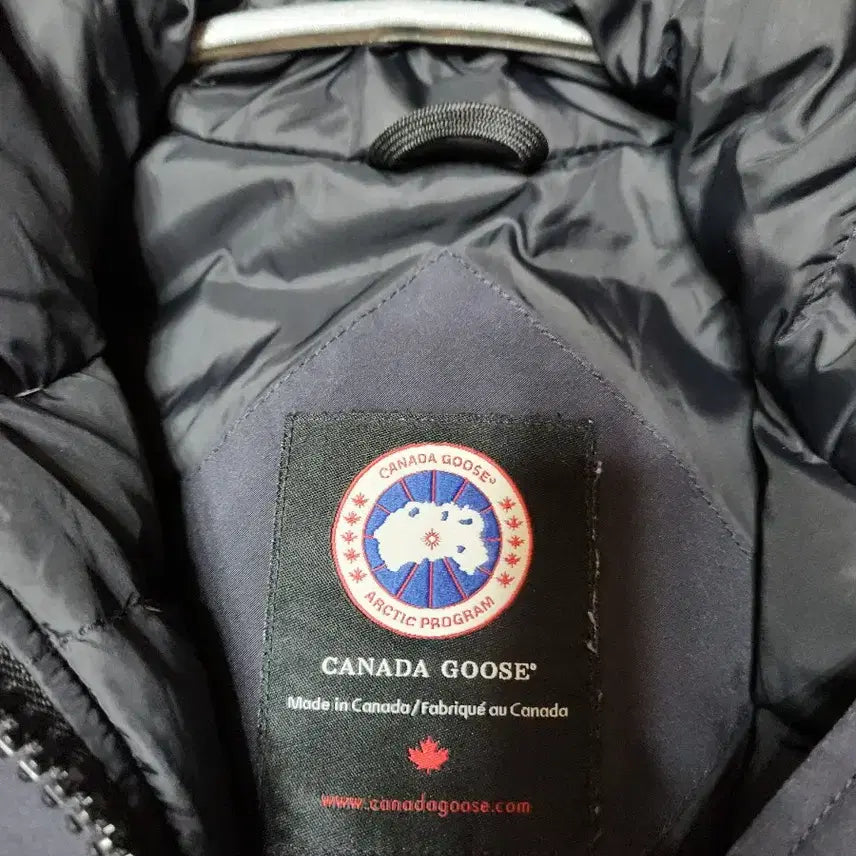 CANADA GOOSE®
ARCTIC PROGRAM
CANADA GOOSE®
Made in Canada/Fabriqué au Canada
www.canadagoose.com